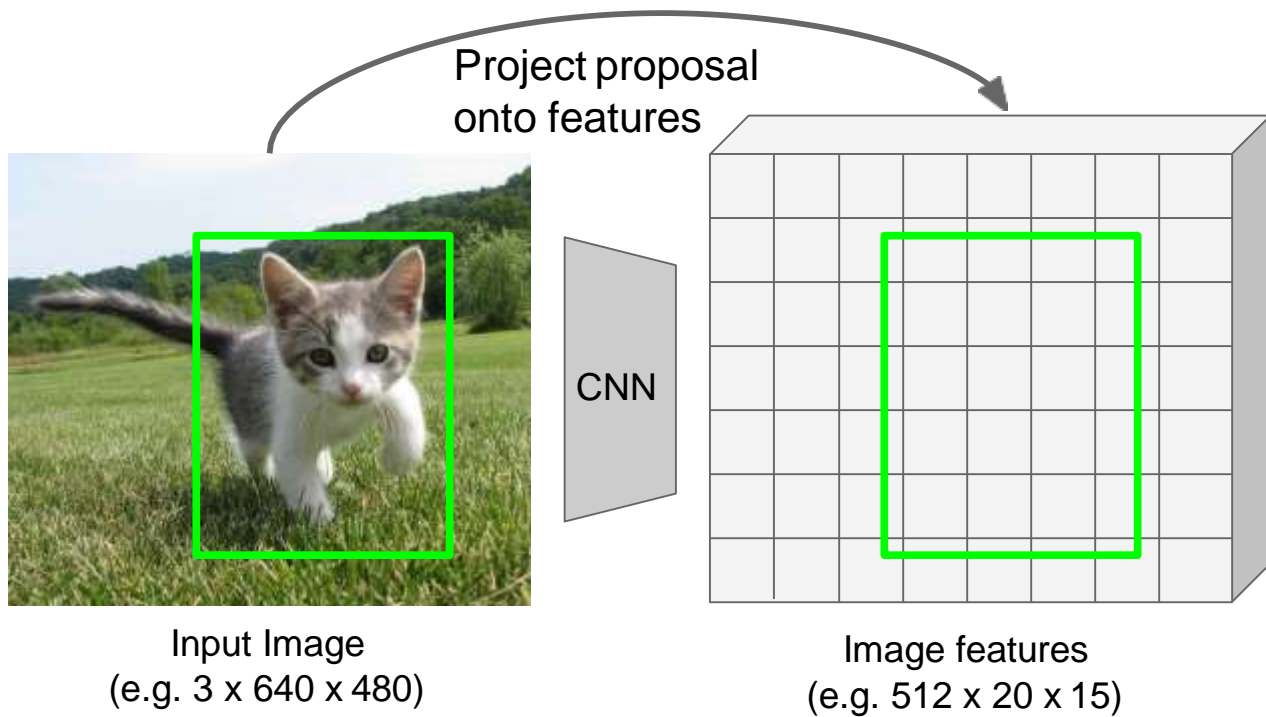 Project proposal
onto features
CNN
Input Image
(e.g. 3 x 640 x 480)
Image features
(e.g. 512 x 20 x 15)